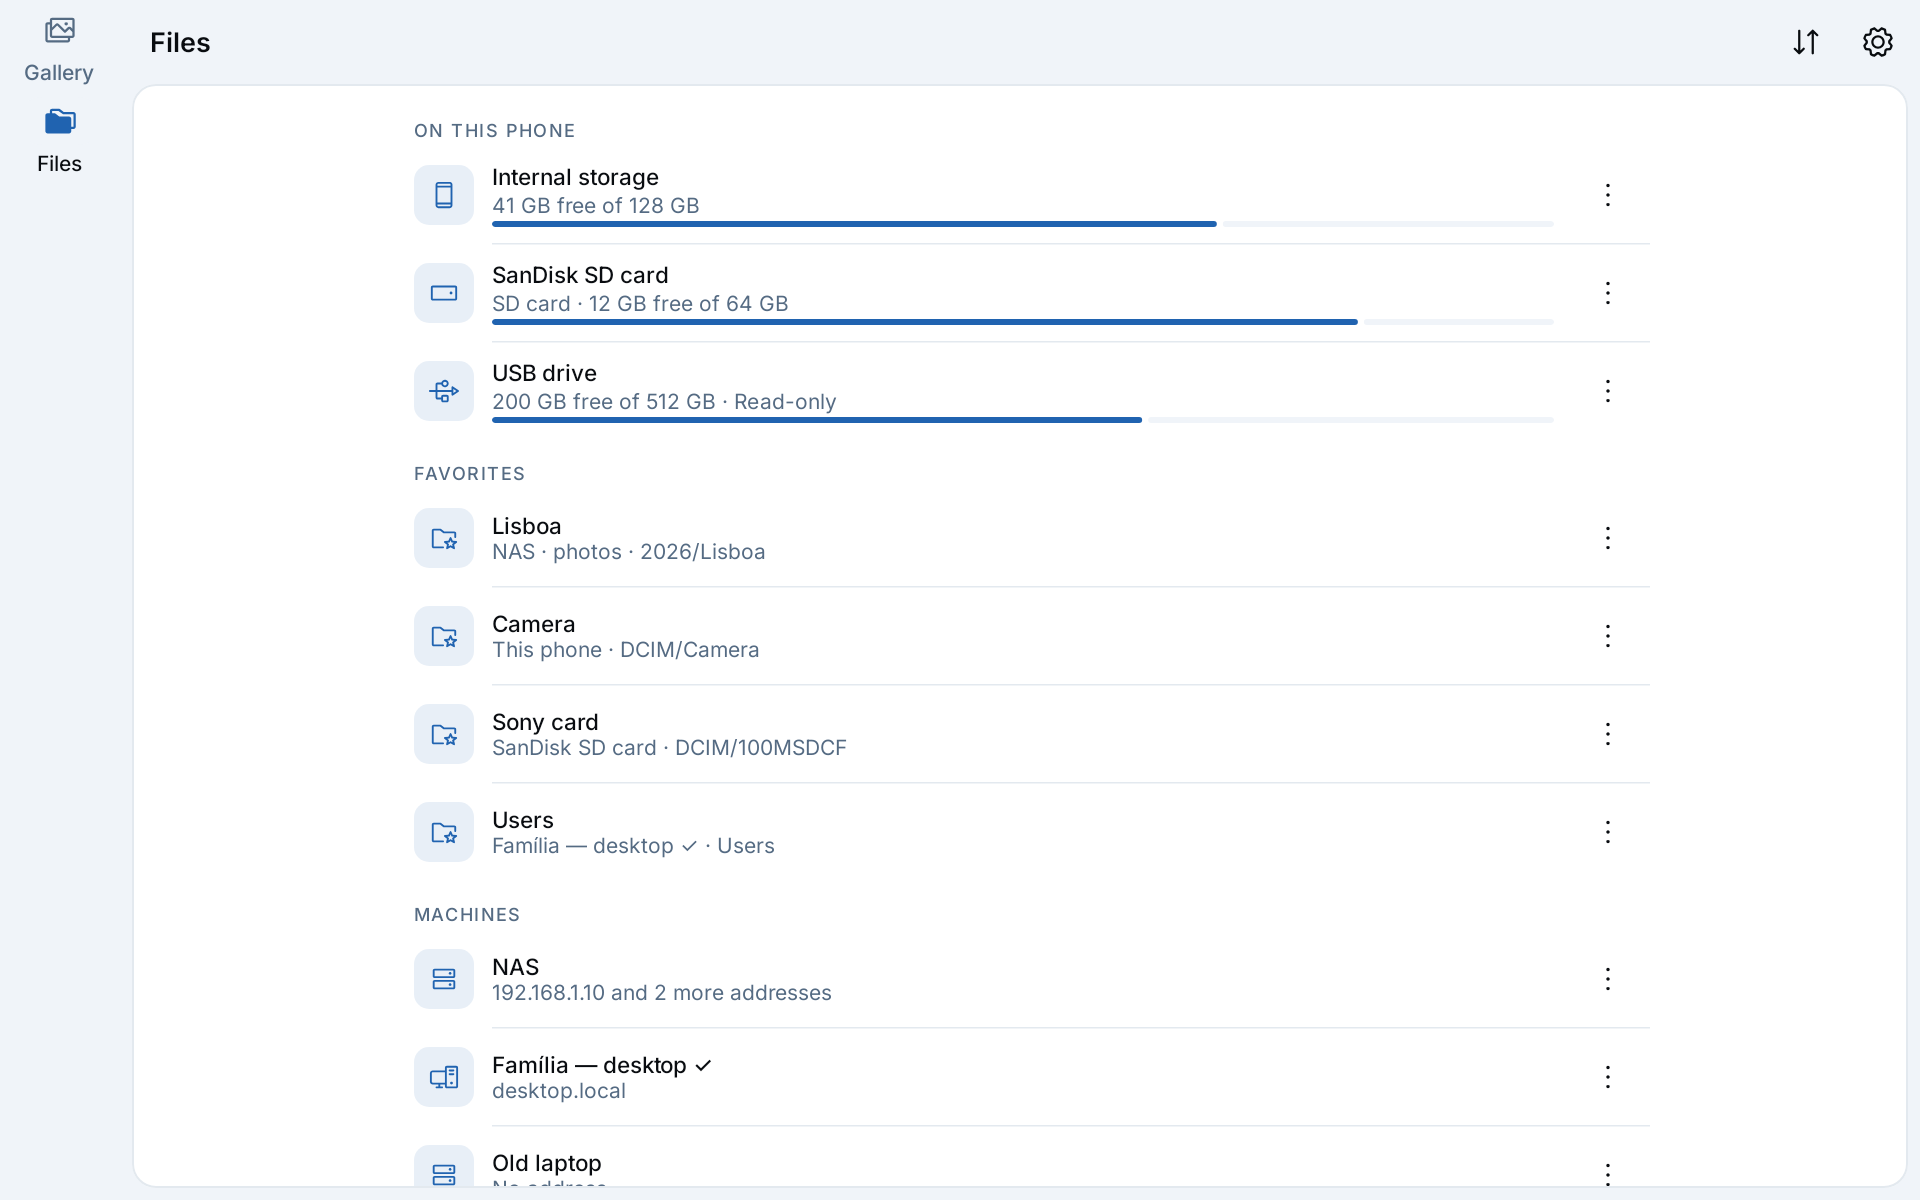 Gallery
Files
Files
ON THIS PHONE
Internal storage
41 GB free of 128 GB
SanDisk SD card
SD card · 12 GB free of 64 GB
USB drive
200 GB free of 512 GB · Read-only
FAVORITES
Lisboa
NAS · photos · 2026/Lisboa
Camera
This phone · DCIM/Camera
Sony card
SanDisk SD card · DCIM/100MSDCF
Users
Família — desktop ✓ · Users
MACHINES
NAS
192.168.1.10 and 2 more addresses
Família — desktop ✓
desktop.local
Old laptop